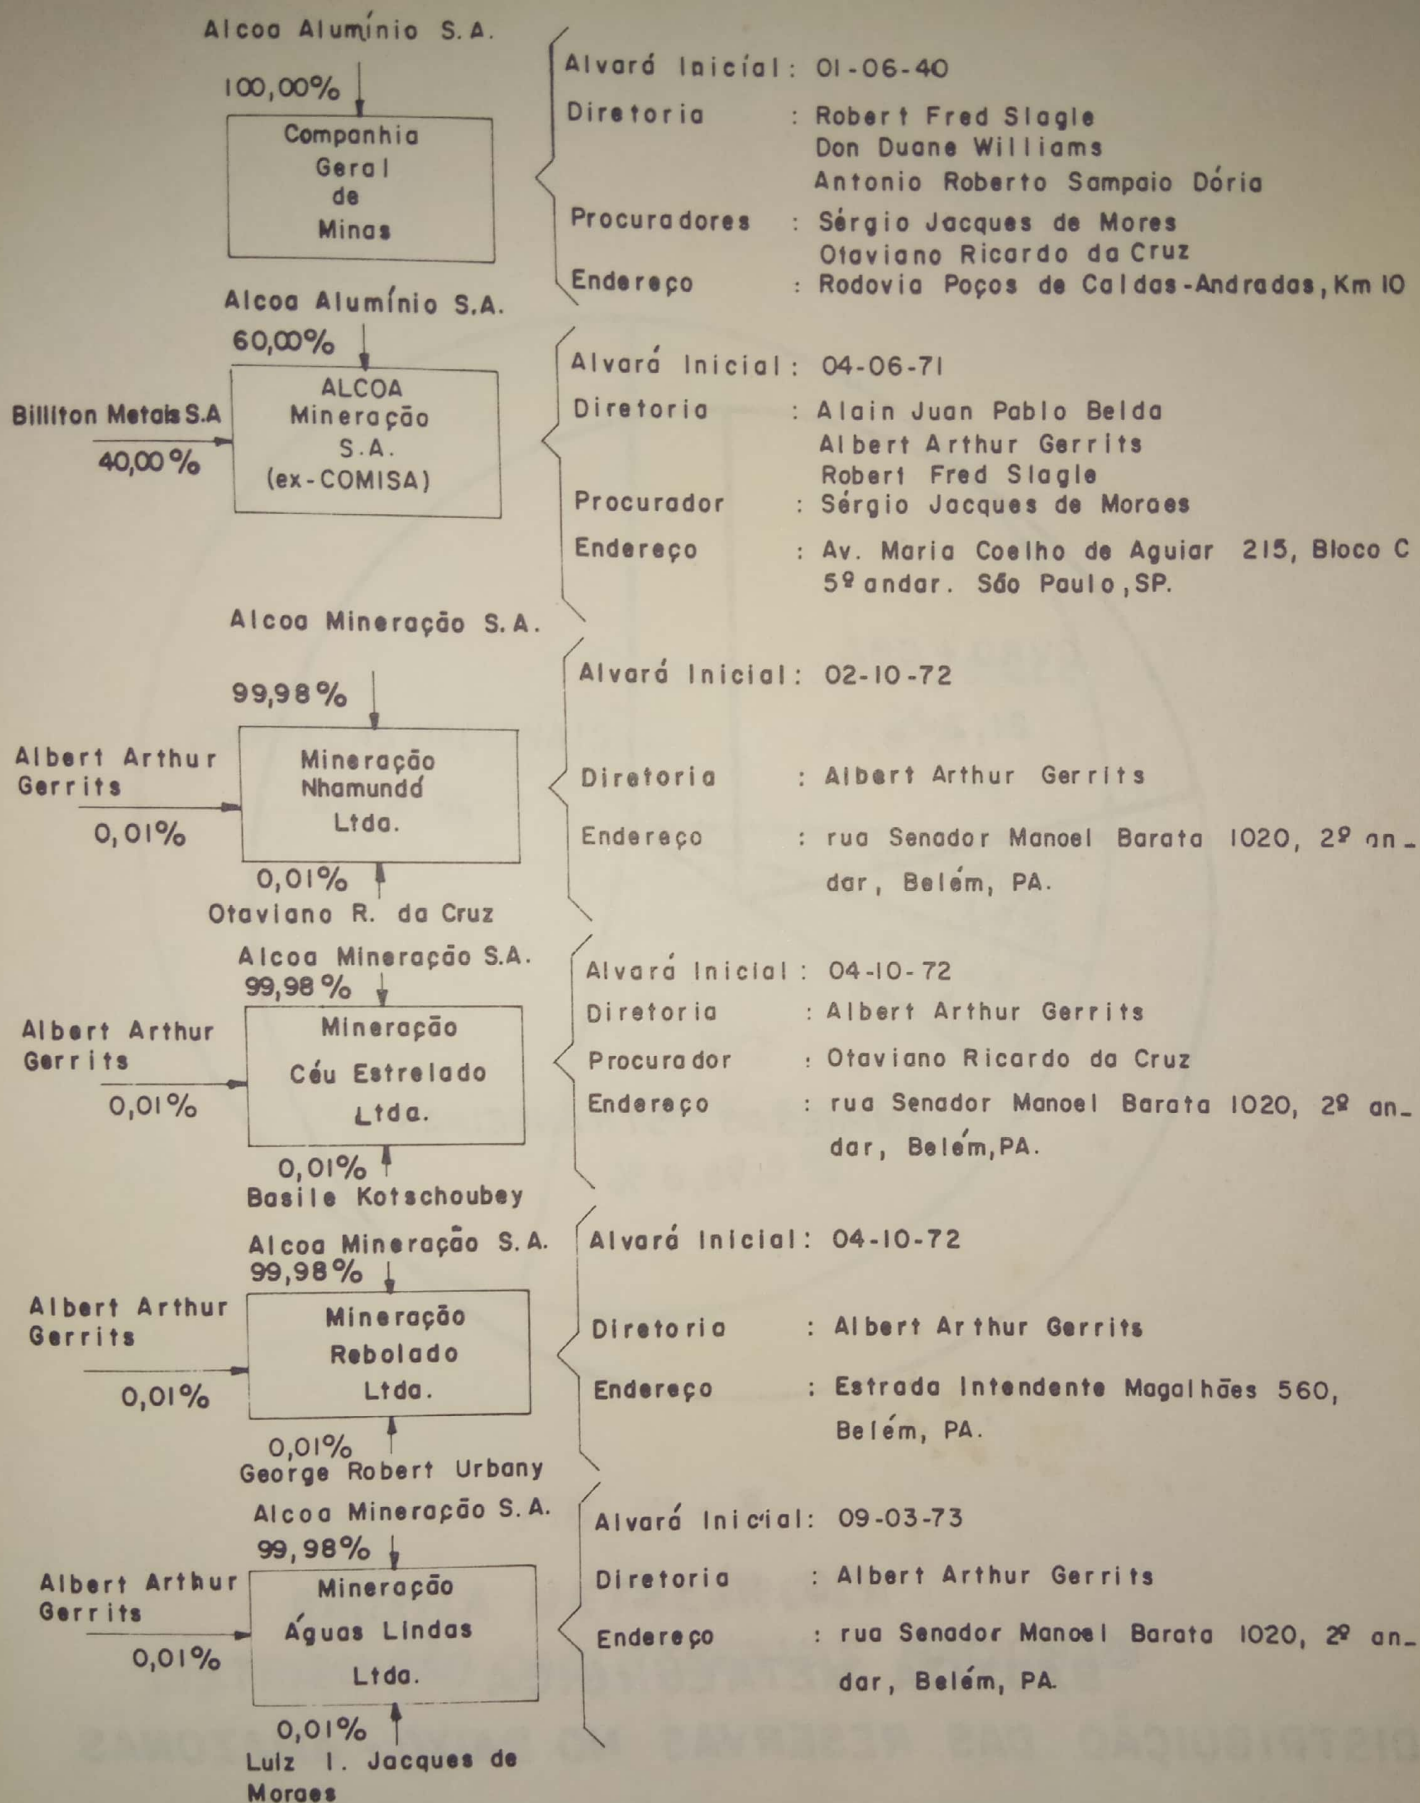 Alcoa Alumínio S.A.
100,00%
Companhia
Geral
de
Minas
Alvará Inicial: 01-06-40
Diretoria : Robert Fred Slagle
Don Duane Williams
Antonio Roberto Sampaio Dória
Procuradores : Sérgio Jacques de Mores
Otaviano Ricardo da Cruz
Endereço : Rodovia Poços de Caldas-Andradas, Km 10
Alcoa Alumínio S.A.
60,00%
Billiton Metais S.A
40,00%
ALCOA
Mineração
S.A.
(ex-COMISA)
Alvará Inicial: 04-06-71
Diretoria : Alain Juan Pablo Belda
Albert Arthur Gerrits
Robert Fred Slagle
Procurador : Sérgio Jacques de Moraes
Endereço : Av. Maria Coelho de Aguiar 215, Bloco C
5º andar. São Paulo, SP.
Alcoa Mineração S.A.
99,98%
Albert Arthur
Gerrits
0,01%
Mineração
Nhamundá
Ltda.
0,01%
Otaviano R. da Cruz
Alvará Inicial: 02-10-72
Diretoria : Albert Arthur Gerrits
Endereço : rua Senador Manoel Barata 1020, 2º an-
dar, Belém, PA.
Alcoa Mineração S.A.
99,98%
Albert Arthur
Gerrits
0,01%
Mineração
Céu Estrelado
Ltda.
0,01%
Basile Kotschoubey
Alvará Inicial: 04-10-72
Diretoria : Albert Arthur Gerrits
Procurador : Otaviano Ricardo da Cruz
Endereço : rua Senador Manoel Barata 1020, 2º an-
dar, Belém, PA.
Alcoa Mineração S.A.
99,98%
Albert Arthur
Gerrits
0,01%
Mineração
Rebolado
Ltda.
0,01%
George Robert Urbany
Alvará Inicial: 04-10-72
Diretoria : Albert Arthur Gerrits
Endereço : Estrada Intendente Magalhães 560,
Belém, PA.
Alcoa Mineração S.A.
99,98%
Albert Arthur
Gerrits
0,01%
Mineração
Águas Lindas
Ltda.
0,01%
Luiz I. Jacques de
Moraes
Alvará Inicial: 09-03-73
Diretoria : Albert Arthur Gerrits
Endereço : rua Senador Manoel Barata 1020, 2º an-
dar, Belém, PA.